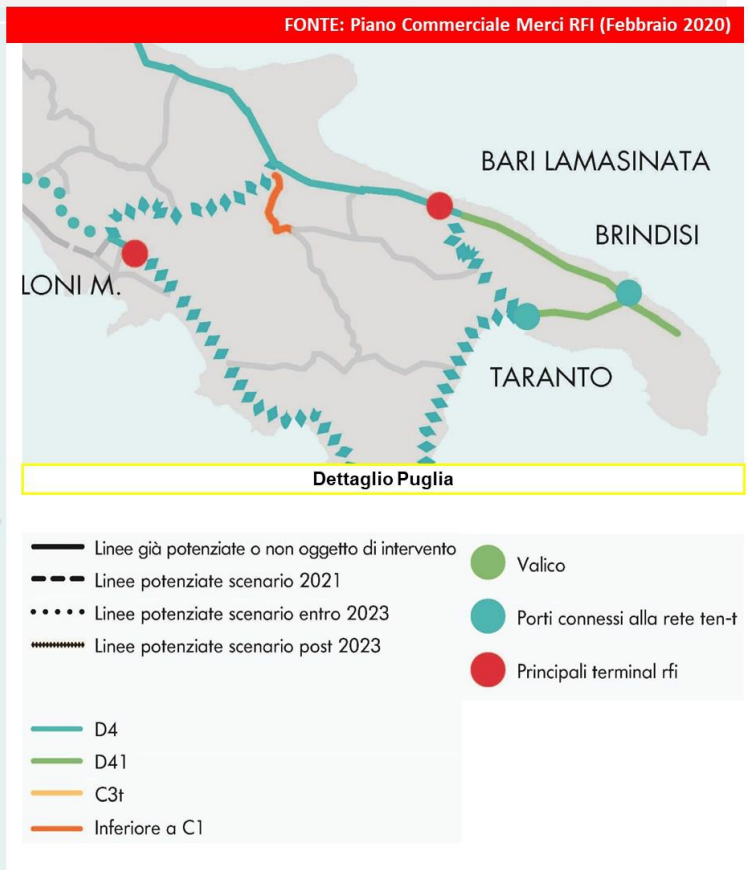 FONTE: Piano Commerciale Merci RFI (Febbraio 2020)
BARI LAMASINATA
BRINDISI
LONI M.
TARANTO
Dettaglio Puglia
Linee già potenziate o non oggetto di intervento
Linee potenziate scenario 2021
Linee potenziate scenario entro 2023
Linee potenziate scenario post 2023
Valico
Porti connessi alla rete ten-t
Principali terminal rfi
D4
D41
C3t
Inferiore a C1